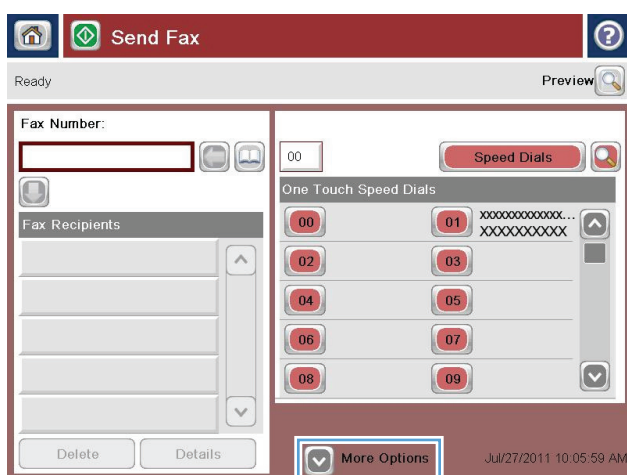 Send Fax
?
Ready
Preview
Fax Number:
00
Speed Dials
One Touch Speed Dials
Fax Recipients
00
01
XXXXXXXXXXXX...
XXXXXXXXXX
02
03
04
05
06
07
08
09
Delete
Details
More Options
Jul/27/2011 10:05:59 AM